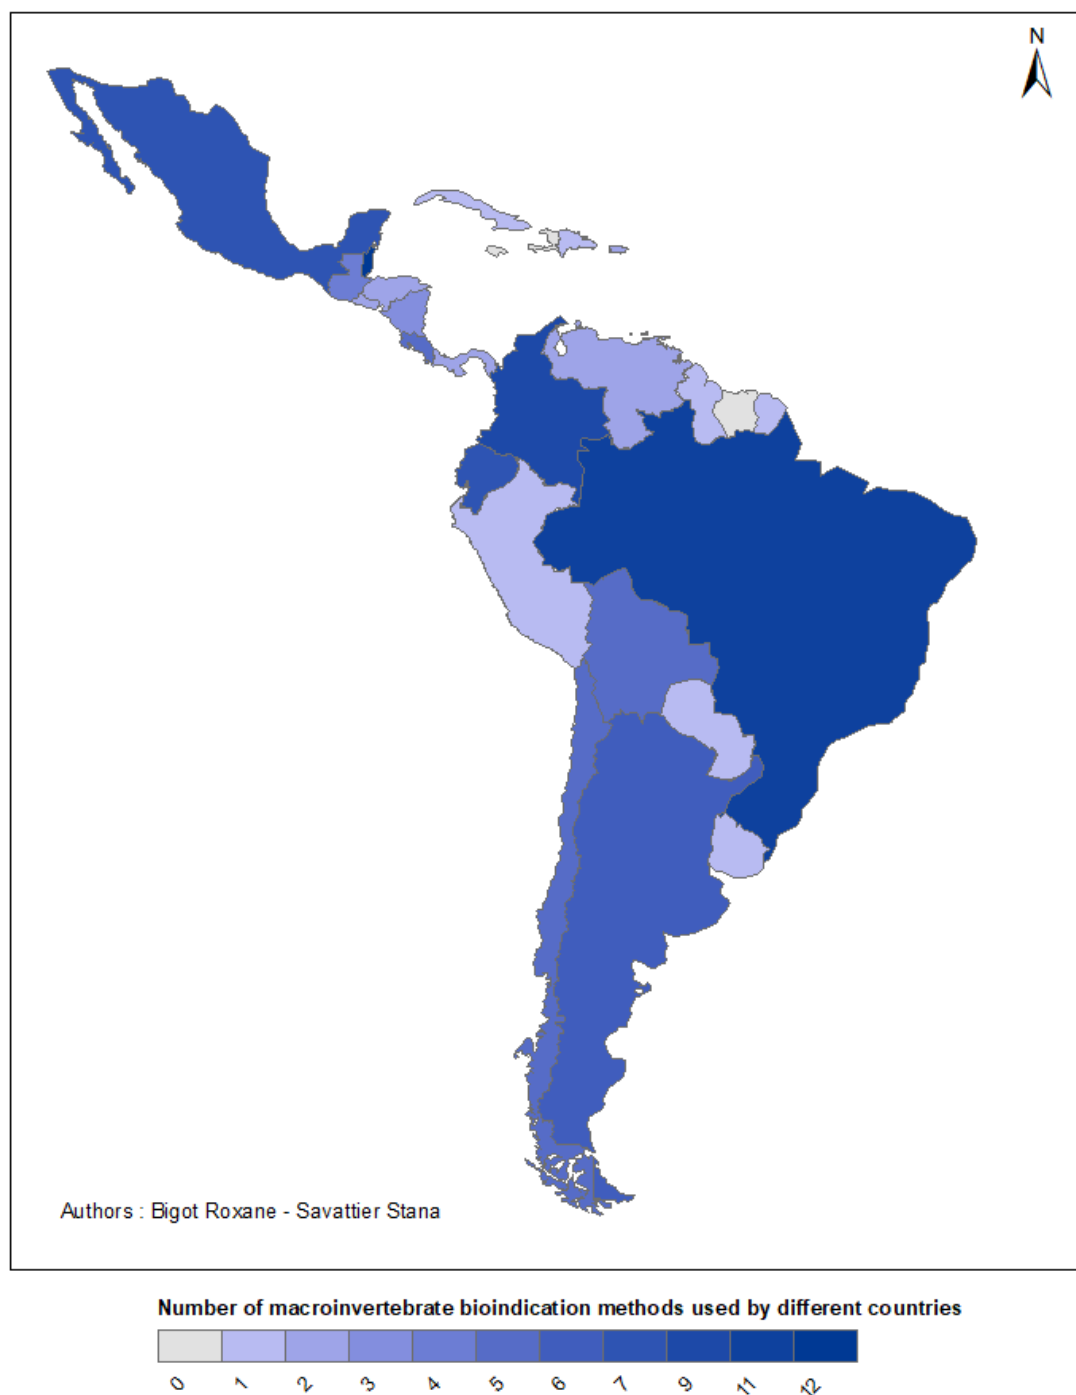 N
Authors : Bigot Roxane - Savattier Stana
Number of macroinvertebrate bioindication methods used by different countries
0 1 2 3 4 5 6 7 9 11 12